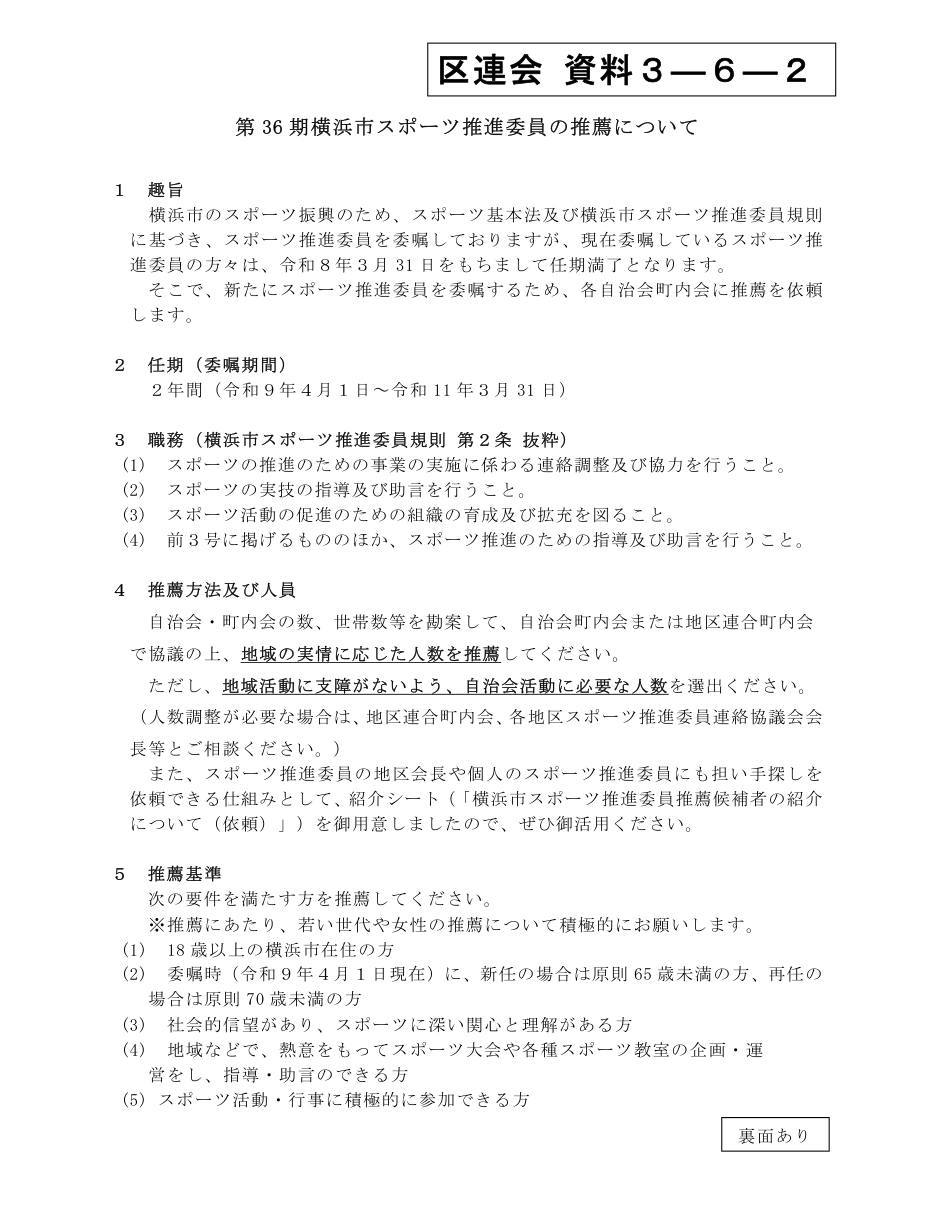 区連会 資料3―6―2
第 36 期横浜市スポーツ推進委員の推薦について
1 趣旨
横浜市のスポーツ振興のため、スポーツ基本法及び横浜市スポーツ推進委員規則
に基づき、スポーツ推進委員を委嘱しておりますが、現在委嘱しているスポーツ推
進委員の方々は、令和8年3月 31 日をもちまして任期満了となります。
そこで、新たにスポーツ推進委員を委嘱するため、各自治会町内会に推薦を依頼
します。
2 任期（委嘱期間）
2年間（令和9年4月1日～令和 11 年3月 31 日）
3 職務（横浜市スポーツ推進委員規則 第2条 抜粋）
(1) スポーツの推進のための事業の実施に係わる連絡調整及び協力を行うこと。
(2) スポーツの実技の指導及び助言を行うこと。
(3) スポーツ活動の促進のための組織の育成及び拡充を図ること。
(4) 前3号に掲げるもののほか、スポーツ推進のための指導及び助言を行うこと。
4 推薦方法及び人員
自治会・町内会の数、世帯数等を勘案して、自治会町内会または地区連合町内会
で協議の上、地域の実情に応じた人数を推薦してください。
ただし、地域活動に支障がないよう、自治会活動に必要な人数を選出ください。
（人数調整が必要な場合は、地区連合町内会、各地区スポーツ推進委員連絡協議会会
長等とご相談ください。）
また、スポーツ推進委員の地区会長や個人のスポーツ推進委員にも担い手探しを
依頼できる仕組みとして、紹介シート（「横浜市スポーツ推進委員推薦候補者の紹介
について（依頼）」）を御用意しましたので、ぜひ御活用ください。
5 推薦基準
次の要件を満たす方を推薦してください。
※推薦にあたり、若い世代や女性の推薦について積極的にお願いします。
(1) 18 歳以上の横浜市在住の方
(2) 委嘱時（令和9年4月1日現在）に、新任の場合は原則 65 歳未満の方、再任の
場合は原則 70 歳未満の方
(3) 社会的信望があり、スポーツに深い関心と理解がある方
(4) 地域などで、熱意をもってスポーツ大会や各種スポーツ教室の企画・運
営をし、指導・助言のできる方
(5) スポーツ活動・行事に積極的に参加できる方
裏面あり